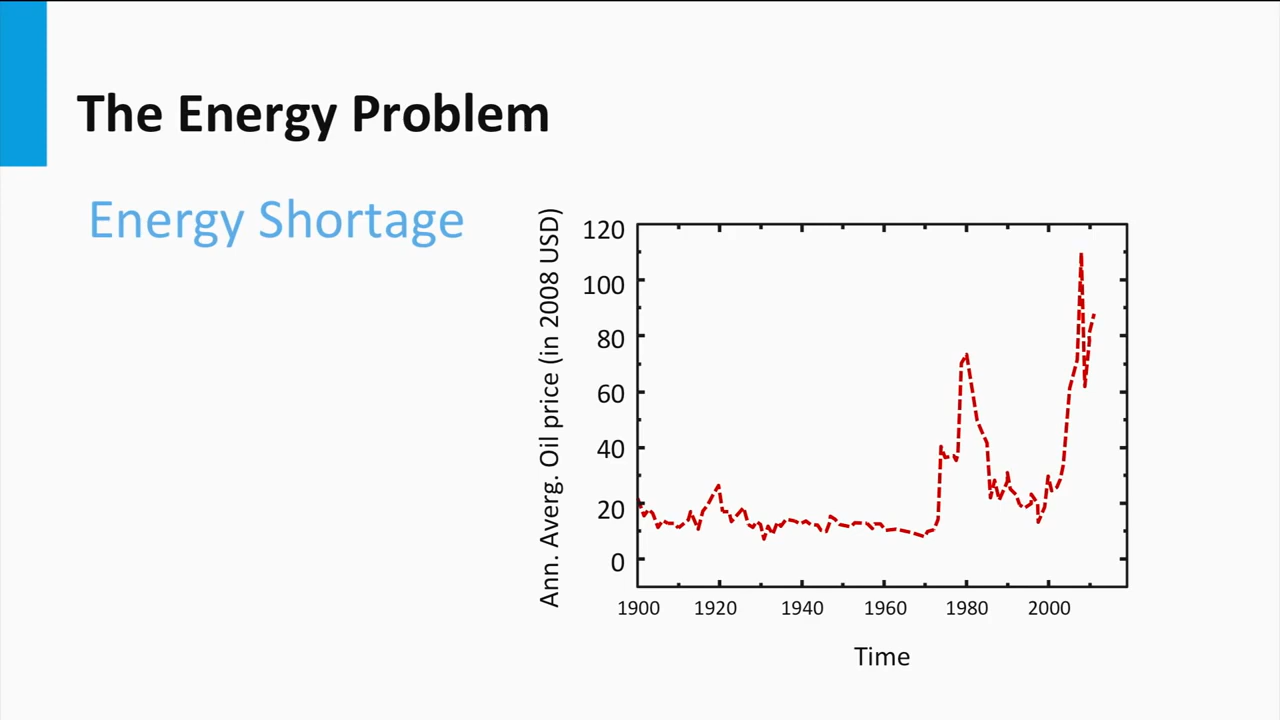 The Energy Problem
Energy Shortage
Ann. Averg. Oil price (in 2008 USD)
120
100
80
60
40
20
0
1900 1920 1940 1960 1980 2000
Time